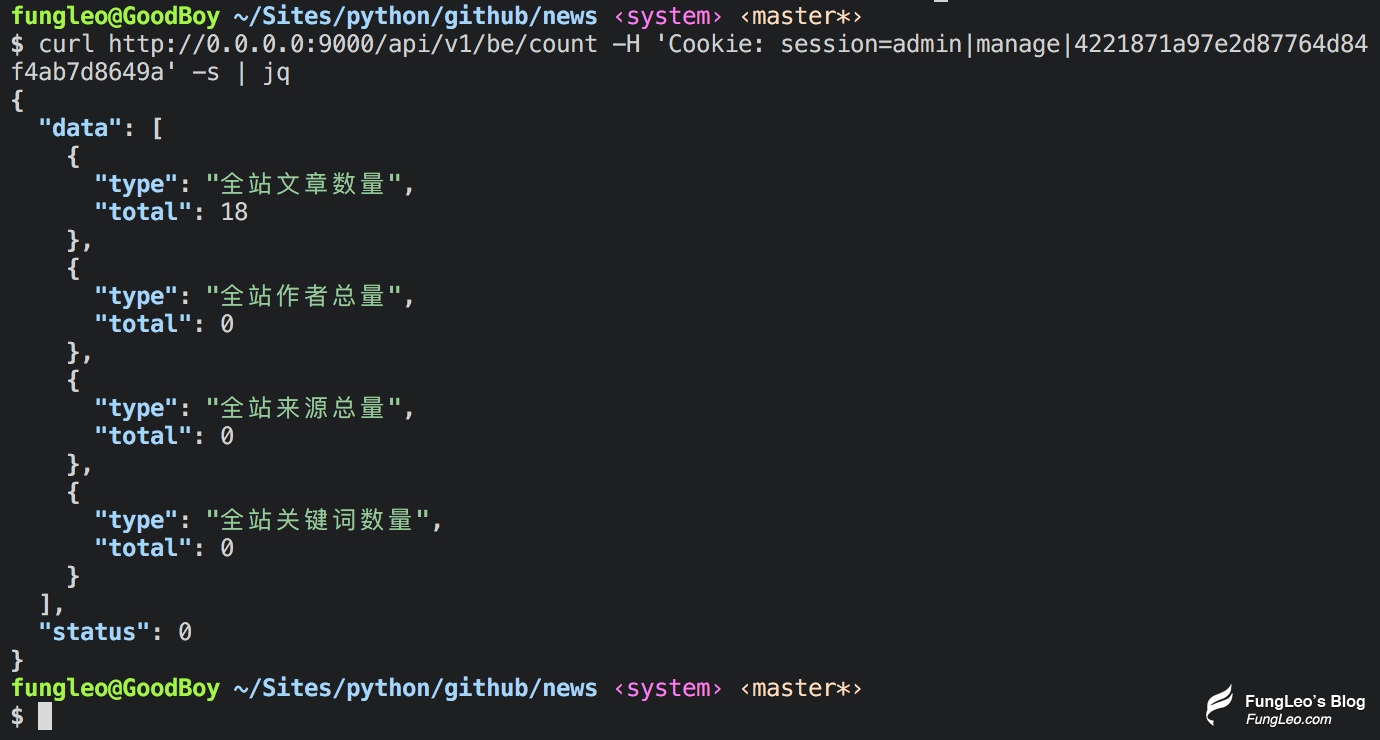 fungleo@GoodBoy ~/Sites/python/github/news ‹system› ‹master*›
$ curl http://0.0.0.0:9000/api/v1/be/count -H 'Cookie: session=admin|manage|4221871a97e2d87764d84
f4ab7d8649a' -s | jq
{
  "data": [
    {
      "type": "全站文章数量",
      "total": 18
    },
    {
      "type": "全站作者总量",
      "total": 0
    },
    {
      "type": "全站来源总量",
      "total": 0
    },
    {
      "type": "全站关键词数量",
      "total": 0
    }
  ],
  "status": 0
}
fungleo@GoodBoy ~/Sites/python/github/news ‹system› ‹master*›
$
FungLeo's Blog
FungLeo.com